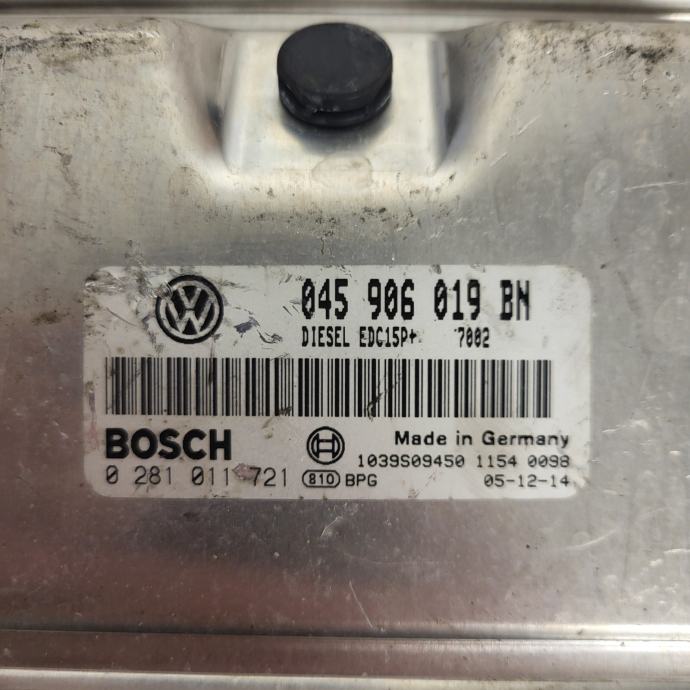 045 906 019 BN
DIESEL EDC15P+ 7002
BOSCH
Made in Germany
1039S09450 1154 0098
0 281 011 721 810 BPG 05-12-14